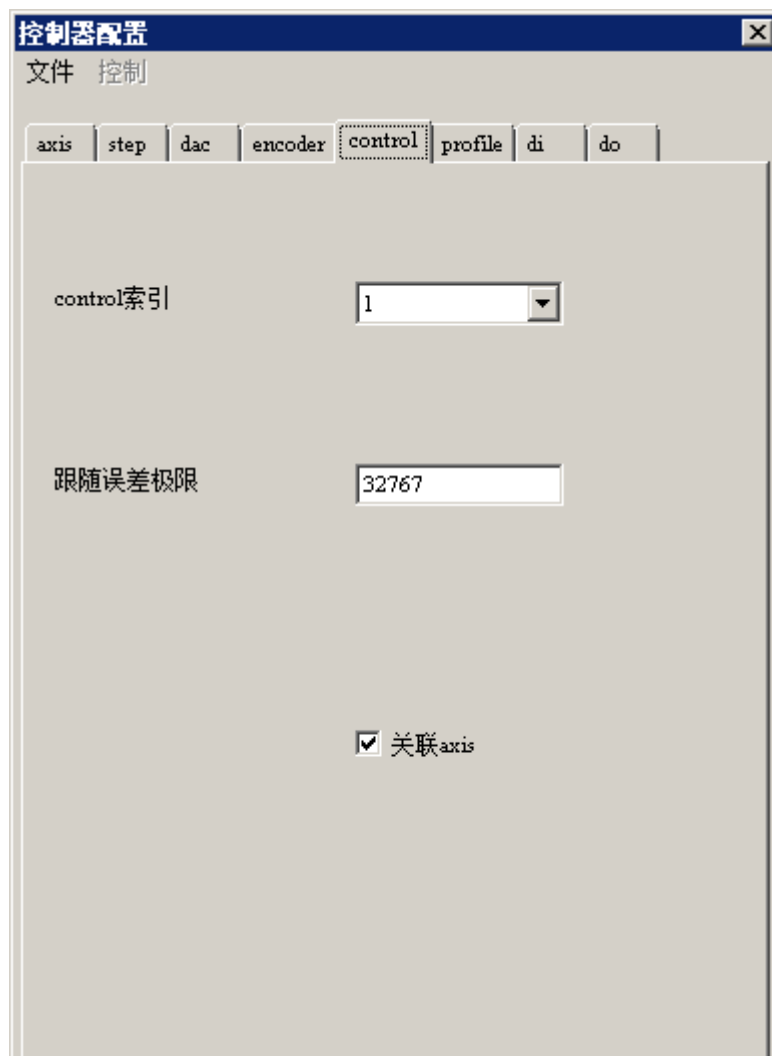 控制器配置
文件 控制
axis step dac encoder control profile di do
control索引 1
跟随误差极限 32767
关联axis